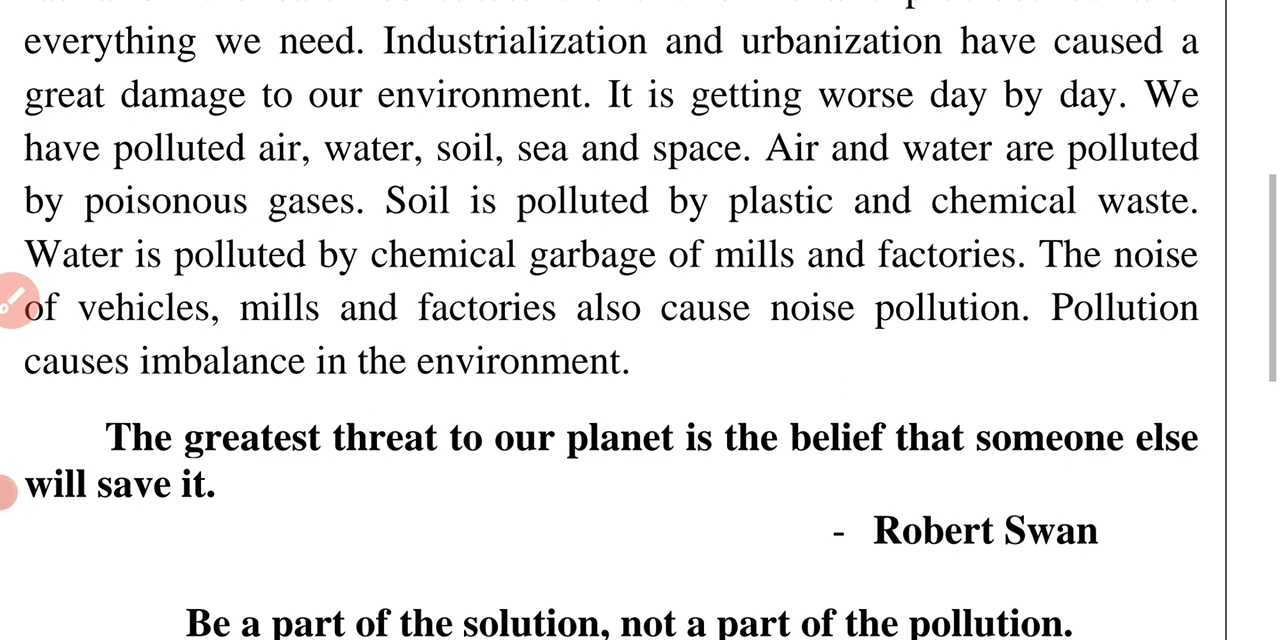 everything we need. Industrialization and urbanization have caused a
great damage to our environment. It is getting worse day by day. We
have polluted air, water, soil, sea and space. Air and water are polluted
by poisonous gases. Soil is polluted by plastic and chemical waste.
Water is polluted by chemical garbage of mills and factories. The noise
of vehicles, mills and factories also cause noise pollution. Pollution
causes imbalance in the environment.
The greatest threat to our planet is the belief that someone else
will save it.
- Robert Swan
Be a part of the solution, not a part of the pollution.